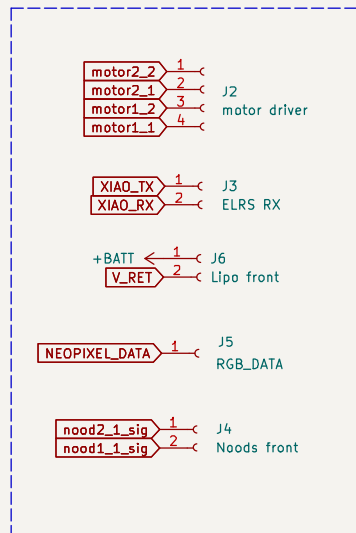 motor2_2 1
motor2_1 2 J2
motor1_2 3 motor driver
motor1_1 4
XIAO_TX 1 J3
XIAO_RX 2 ELRS RX
+BATT 1 J6
V_RET 2 Lipo front
NEOPIXEL_DATA 1 J5
RGB_DATA
nood2_1_sig 1 J4
nood1_1_sig 2 Noods front